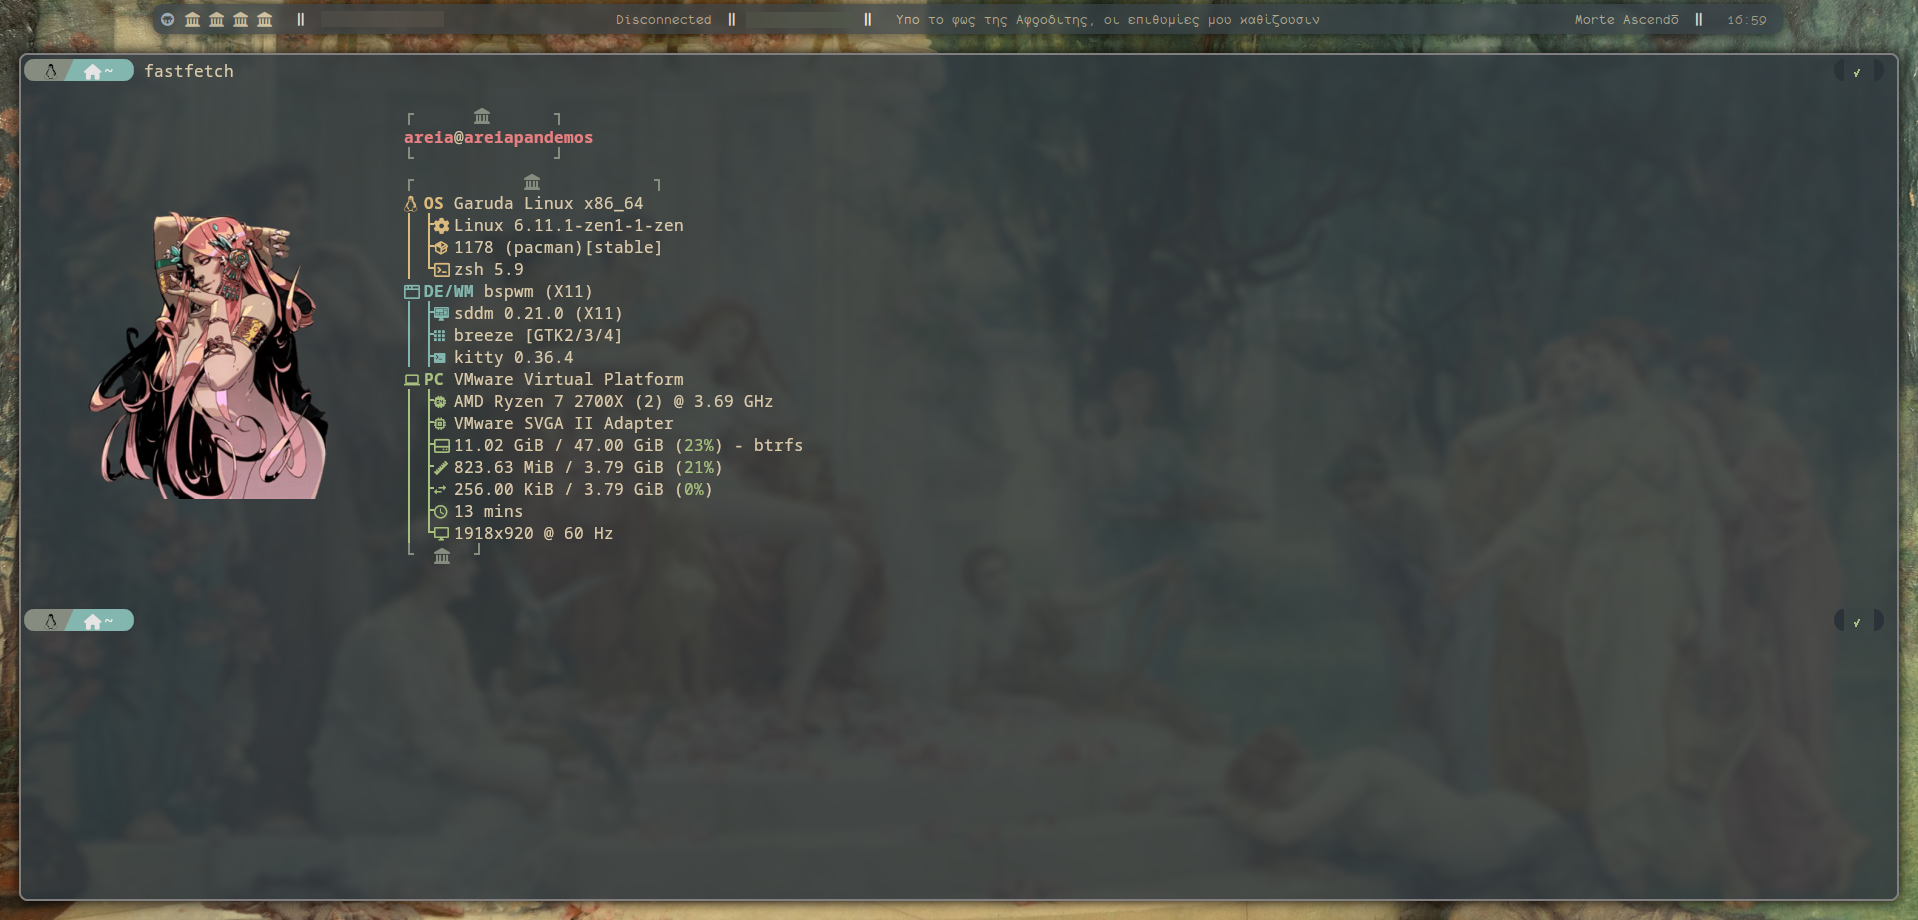 Disconnected || || Υπο το φως της Αφροδιτης, οι επιθυμίες μου καθίζουσιν Morte Ascendō || 16:59
~ fastfetch ✓
areia@areiapandemos
OS Garuda Linux x86_64
Linux 6.11.1-zen1-1-zen
1178 (pacman)[stable]
zsh 5.9
DE/WM bspwm (X11)
sddm 0.21.0 (X11)
breeze [GTK2/3/4]
kitty 0.36.4
PC VMware Virtual Platform
AMD Ryzen 7 2700X (2) @ 3.69 GHz
VMware SVGA II Adapter
11.02 GiB / 47.00 GiB (23%) - btrfs
823.63 MiB / 3.79 GiB (21%)
256.00 KiB / 3.79 GiB (0%)
13 mins
1918x920 @ 60 Hz
~ ✓